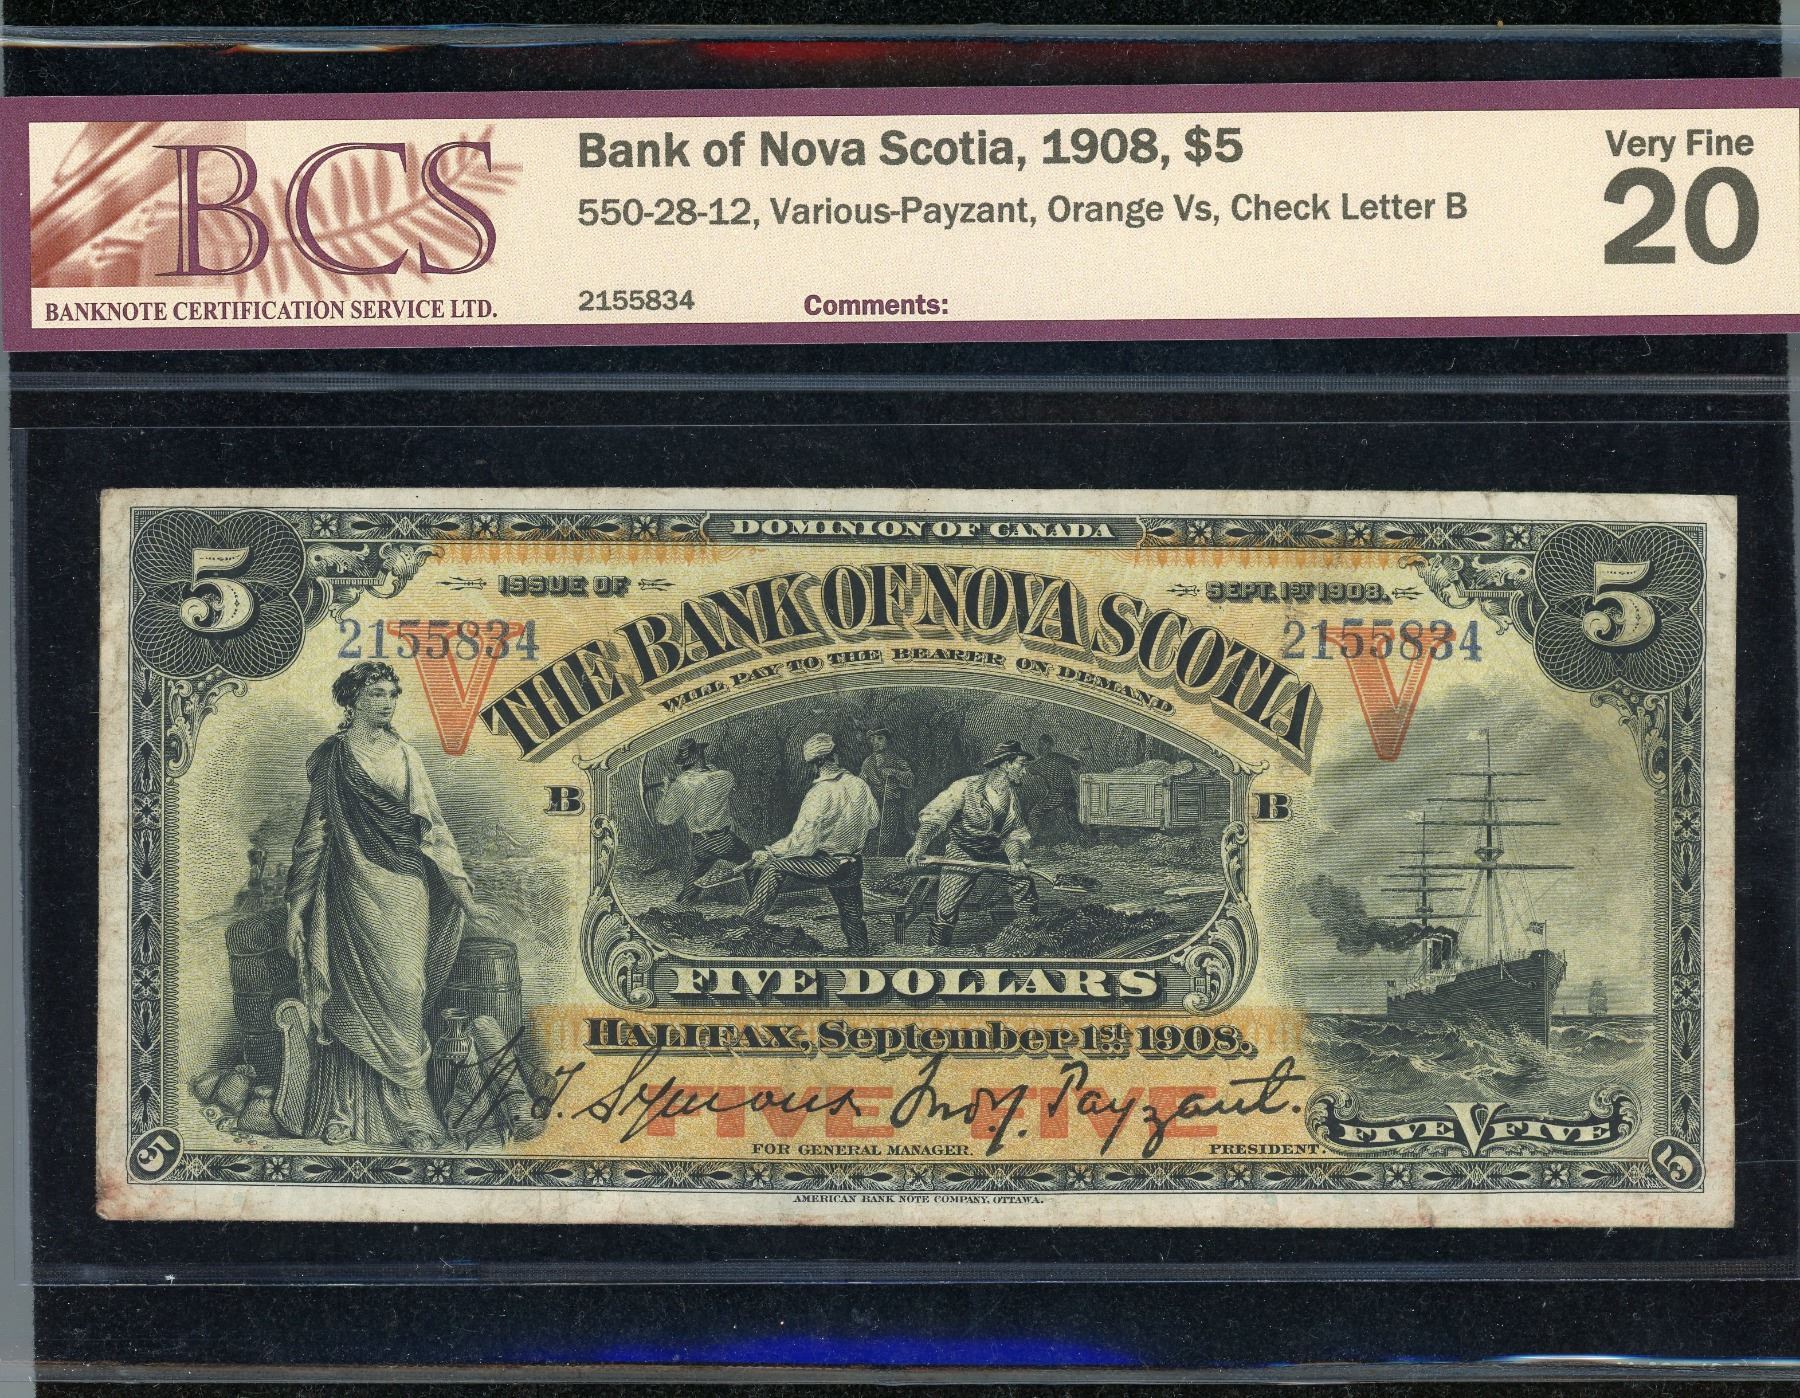 BCS
BANKNOTE CERTIFICATION SERVICE LTD.
Bank of Nova Scotia, 1908, $5
550-28-12, Various-Payzant, Orange Vs, Check Letter B
2155834
Comments:
Very Fine
20
DOMINION OF CANADA
5
5
ISSUE OF
SEPT. 1ST 1908.
2155834
2155834
V
V
THE BANK OF NOVA SCOTIA
WILL PAY TO THE BEARER ON DEMAND
B
B
FIVE DOLLARS
HALIFAX, September 1st 1908.
FIVE FIVE
Symons
Jno. Y. Payzant.
FOR GENERAL MANAGER.
PRESIDENT.
FIVE V FIVE
5
5
AMERICAN BANK NOTE COMPANY, OTTAWA.